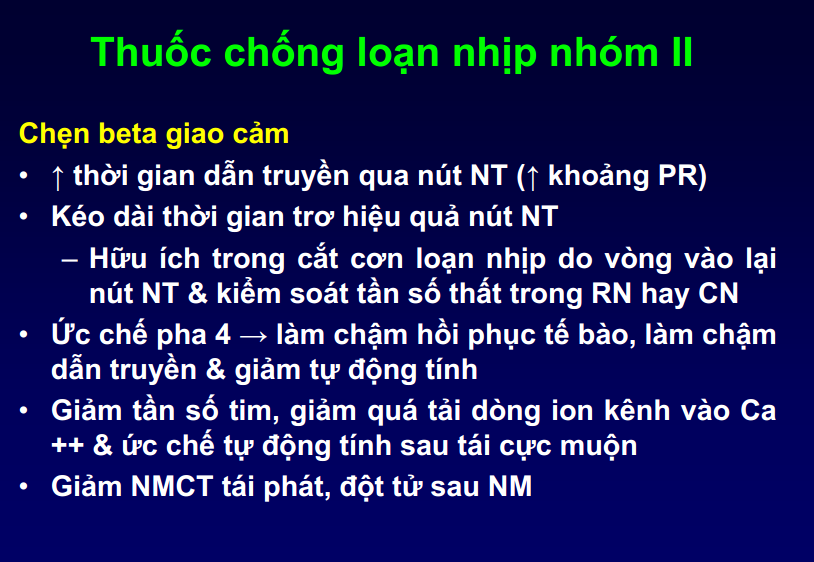 Thuốc chống loạn nhịp nhóm II
Chẹn beta giao cảm
• ↑ thời gian dẫn truyền qua nút NT (↑ khoảng PR)
• Kéo dài thời gian trơ hiệu quả nút NT
– Hữu ích trong cắt cơn loạn nhịp do vòng vào lại
nút NT & kiểm soát tần số thất trong RN hay CN
• Ức chế pha 4 → làm chậm hồi phục tế bào, làm chậm
dẫn truyền & giảm tự động tính
• Giảm tần số tim, giảm quá tải dòng ion kênh vào Ca
++ & ức chế tự động tính sau tái cực muộn
• Giảm NMCT tái phát, đột tử sau NM